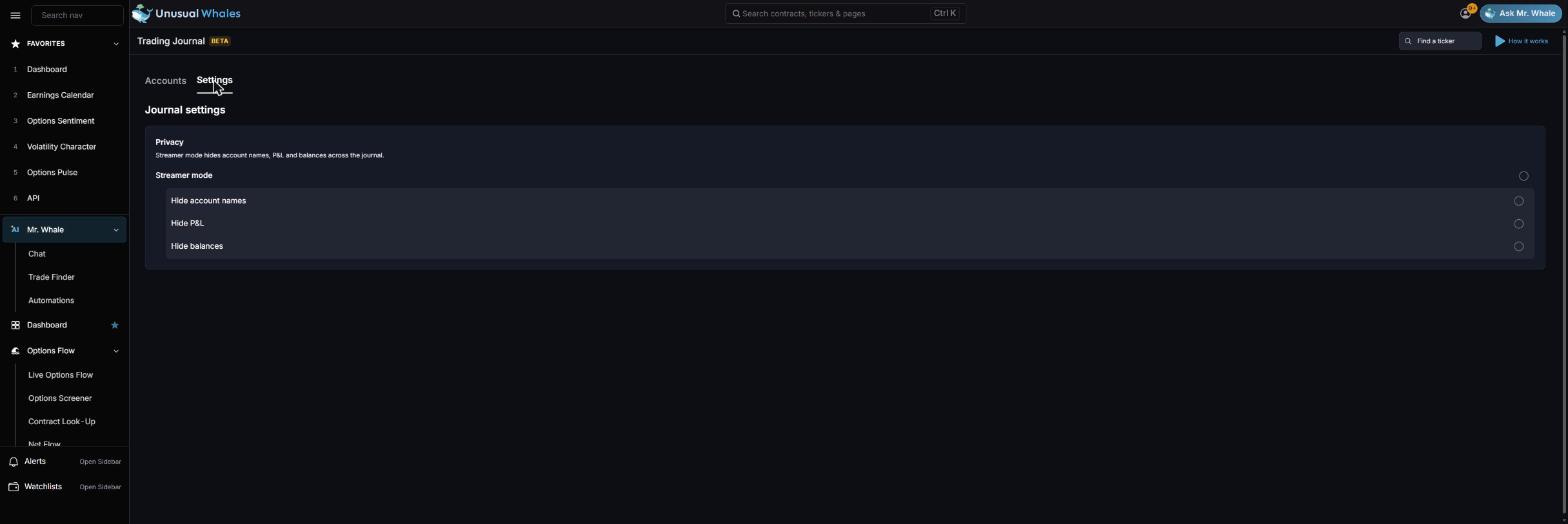 Search nav
Unusual Whales
Search contracts, tickers & pages
Ctrl K
9+
Ask Mr. Whale
FAVORITES
1 Dashboard
2 Earnings Calendar
3 Options Sentiment
4 Volatility Character
5 Options Pulse
6 API
AI Mr. Whale
Chat
Trade Finder
Automations
Dashboard
Options Flow
Live Options Flow
Options Screener
Contract Look-Up
Net Flow
Alerts Open Sidebar
Watchlists Open Sidebar
Trading Journal BETA
Find a ticker
How it works
Accounts Settings
Journal settings
Privacy
Streamer mode hides account names, P&L and balances across the journal.
Streamer mode
Hide account names
Hide P&L
Hide balances